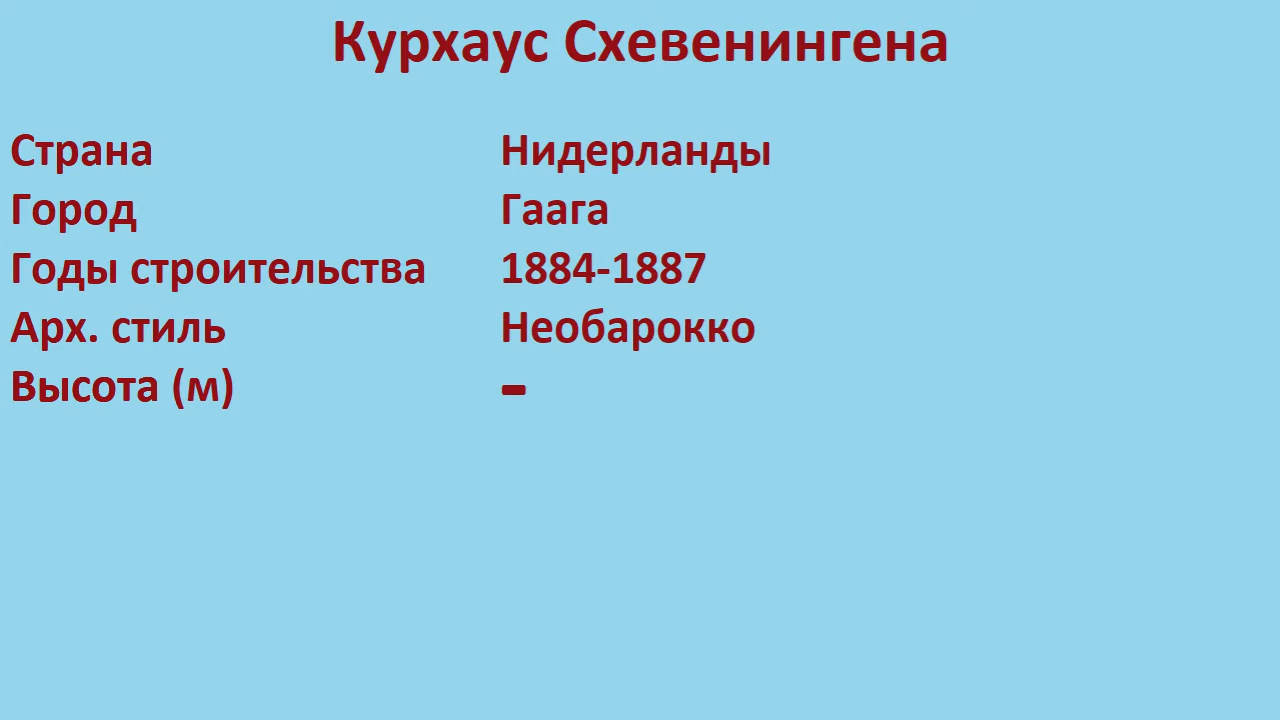 Курхаус Схевенингена
Страна Нидерланды
Город Гаага
Годы строительства 1884-1887
Арх. стиль Необарокко
Высота (м) -